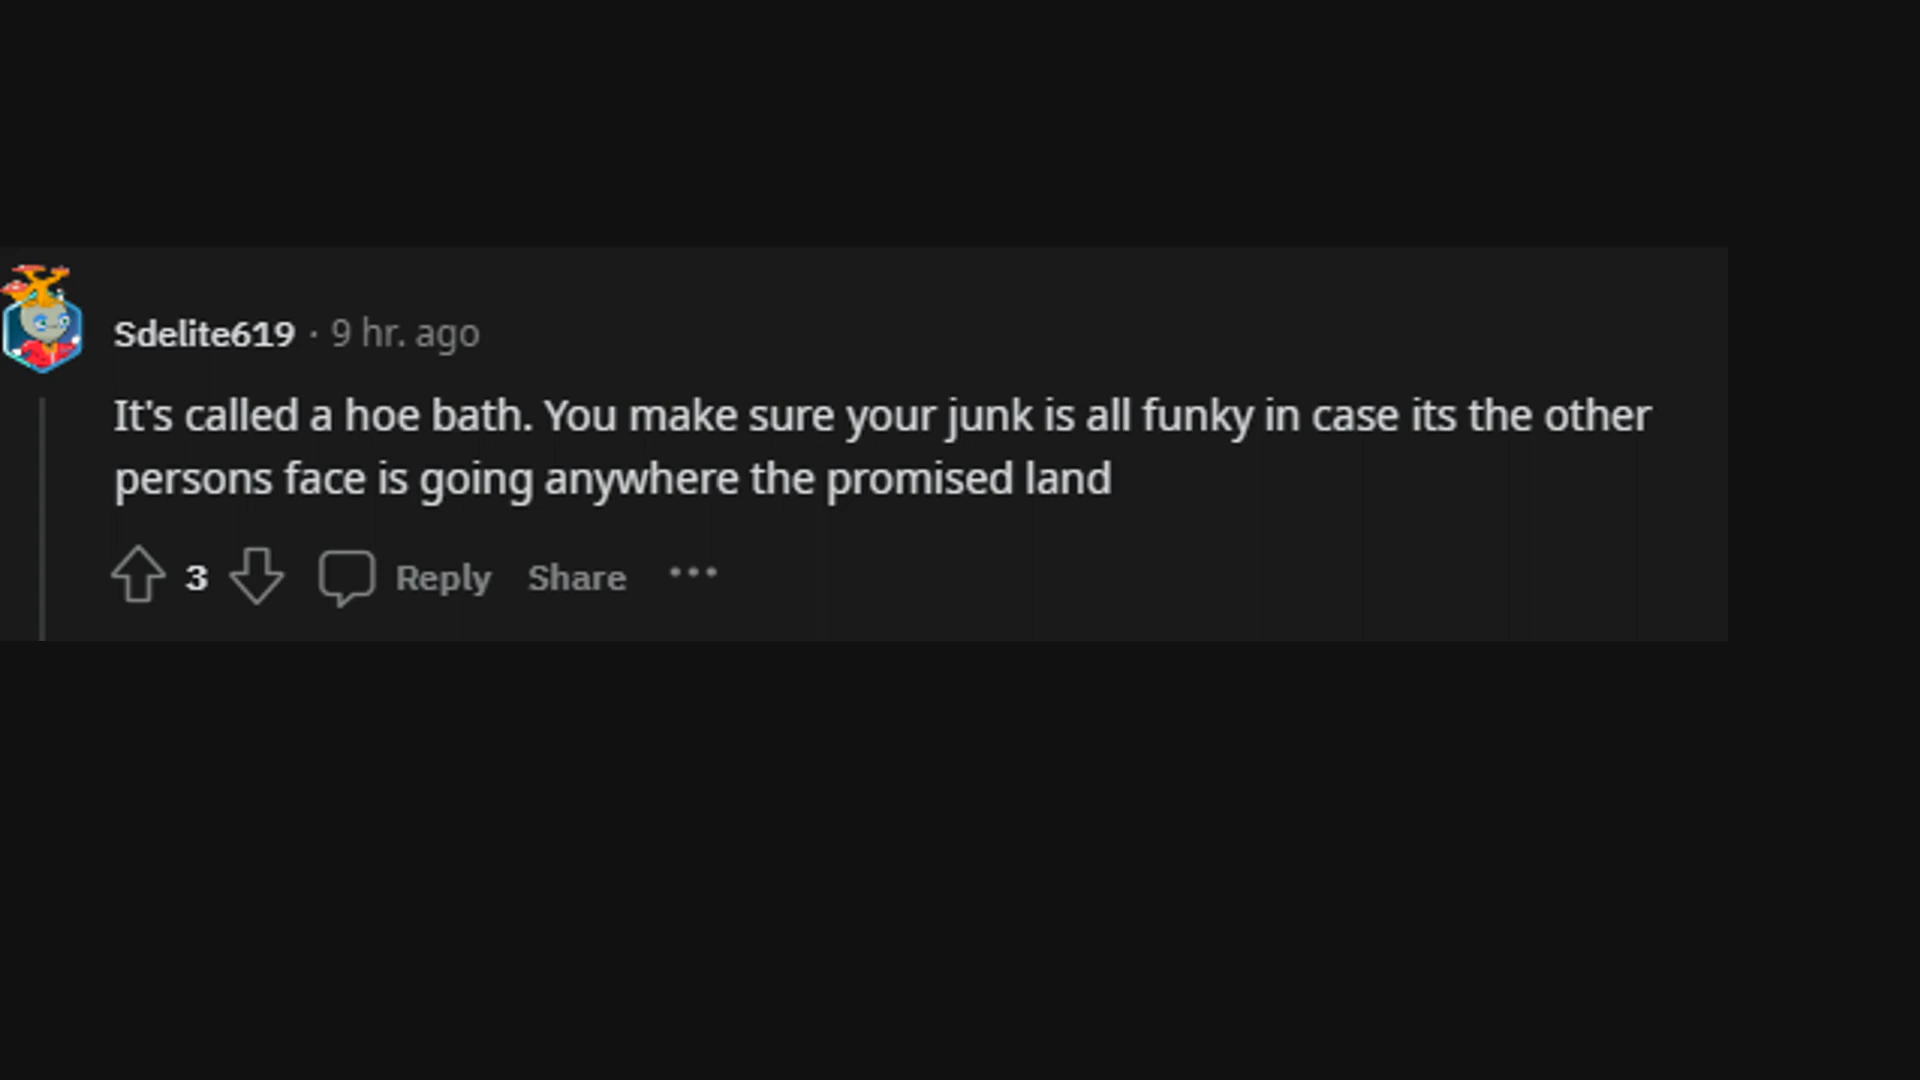 Sdelite619 · 9 hr. ago
It's called a hoe bath. You make sure your junk is all funky in case its the other
persons face is going anywhere the promised land
3 Reply Share ...